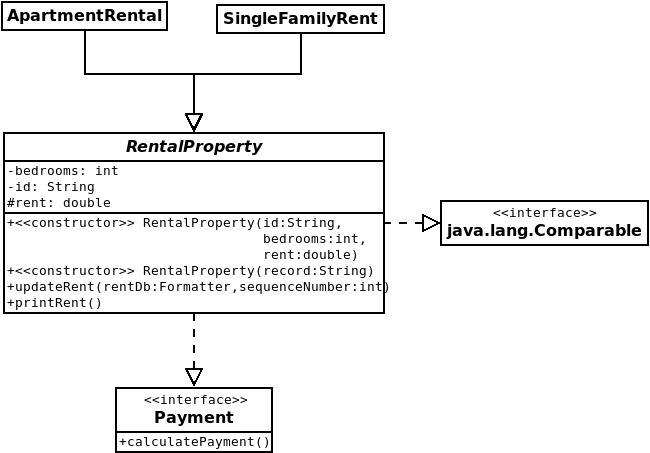 ApartmentRental
SingleFamilyRent
RentalProperty
-bedrooms: int
-id: String
#rent: double
+<<constructor>> RentalProperty(id:String,
bedrooms:int,
rent:double)
+<<constructor>> RentalProperty(record:String)
+updateRent(rentDb:Formatter,sequenceNumber:int)
+printRent()
<<interface>>
java.lang.Comparable
<<interface>>
Payment
+calculatePayment()